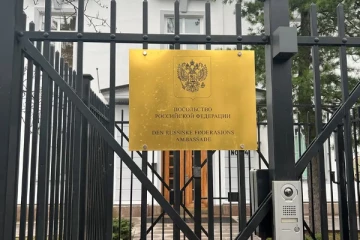 ПОСОЛЬСТВО
РОССИЙСКОЙ ФЕДЕРАЦИИ
DEN RUSSISKE FØDERASJONS
AMBASSADE